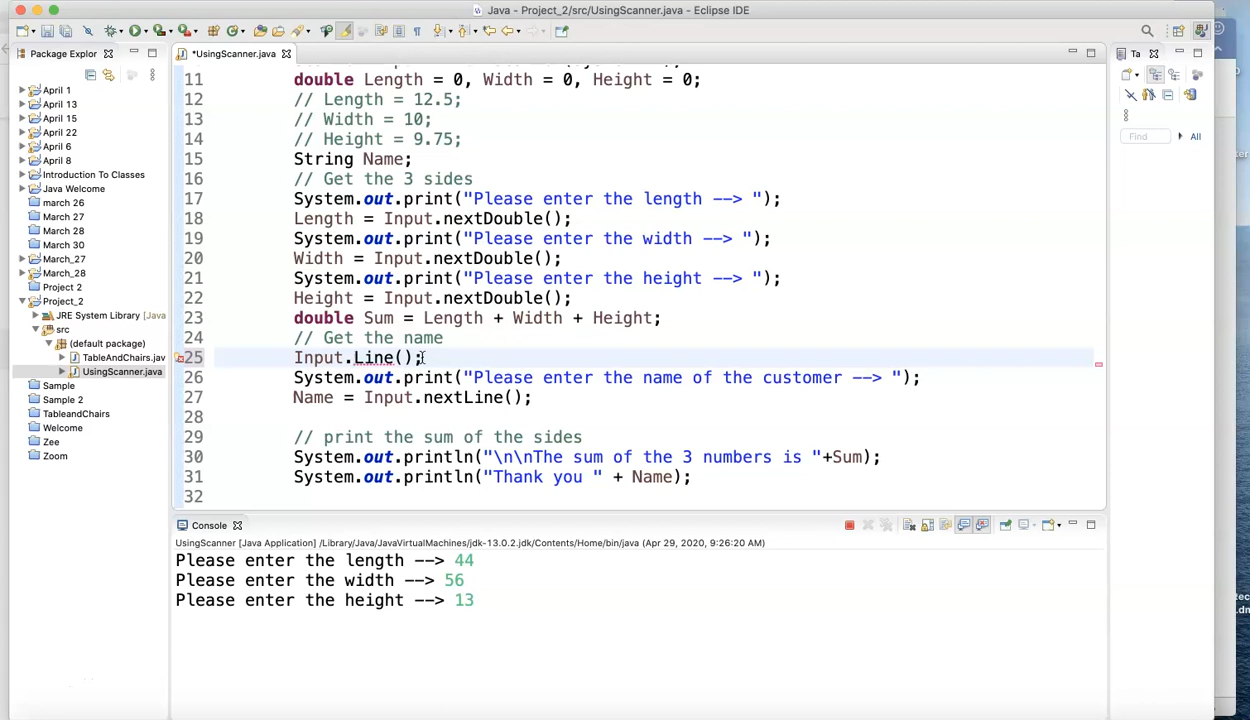 Java - Project_2/src/UsingScanner.java - Eclipse IDE
Package Explor
*UsingScanner.java
Ta
April 1
April 13
April 15
April 22
April 6
April 8
Introduction To Classes
Java Welcome
march 26
March 27
March 28
March 30
March_27
March_28
Project 2
Project_2
JRE System Library (Java
src
(default package)
TableAndChairs.jav
UsingScanner.java
Sample
Sample 2
TableandChairs
Welcome
Zee
Zoom
11 double Length = 0, Width = 0, Height = 0;
12 // Length = 12.5;
13 // Width = 10;
14 // Height = 9.75;
15 String Name;
16 // Get the 3 sides
17 System.out.print("Please enter the length --> ");
18 Length = Input.nextDouble();
19 System.out.print("Please enter the width --> ");
20 Width = Input.nextDouble();
21 System.out.print("Please enter the height --> ");
22 Height = Input.nextDouble();
23 double Sum = Length + Width + Height;
24 // Get the name
25 Input.Line();
26 System.out.print("Please enter the name of the customer --> ");
27 Name = Input.nextLine();
28
29 // print the sum of the sides
30 System.out.println("\n\nThe sum of the 3 numbers is "+Sum);
31 System.out.println("Thank you " + Name);
32
Find
All
Console
UsingScanner [Java Application] /Library/Java/JavaVirtualMachines/jdk-13.0.2.jdk/Contents/Home/bin/java (Apr 29, 2020, 9:26:20 AM)
Please enter the length --> 44
Please enter the width --> 56
Please enter the height --> 13